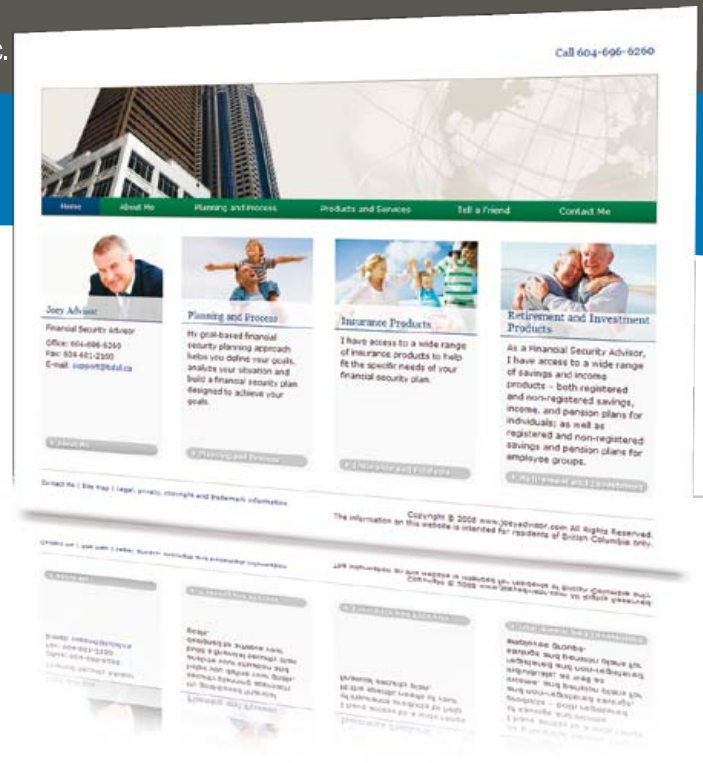 Call 604-696-6260
Home About Me Planning and Process Products and Services Tell a Friend Contact Me
Joey Advisor
Financial Security Advisor
Office: 604-696-6260
Fax: 604-681-2500
E-mail:
About Me
Planning and Process
My goal-based financial
security planning approach
helps you define your goals,
analyze your situation and
build a financial security plan
designed to achieve your
goals.
Planning and Process
Insurance Products
I have access to a wide range
of insurance products to help
fit the specific needs of your
financial security plan.
Insurance and Products
Retirement and Investment
Products
As a Financial Security Advisor,
I have access to a wide range
of savings and income
products – both registered
and non-registered savings,
income, and pension plans for
individuals; as well as
registered and non-registered
savings and pension plans for
employee groups.
Retirement and Investment
Contact Me | Site map | Legal, privacy, copyright and trademark information
Copyright © 2008 www.joeyadvisor.com All Rights Reserved.
The information on this website is intended for residents of British Columbia only.